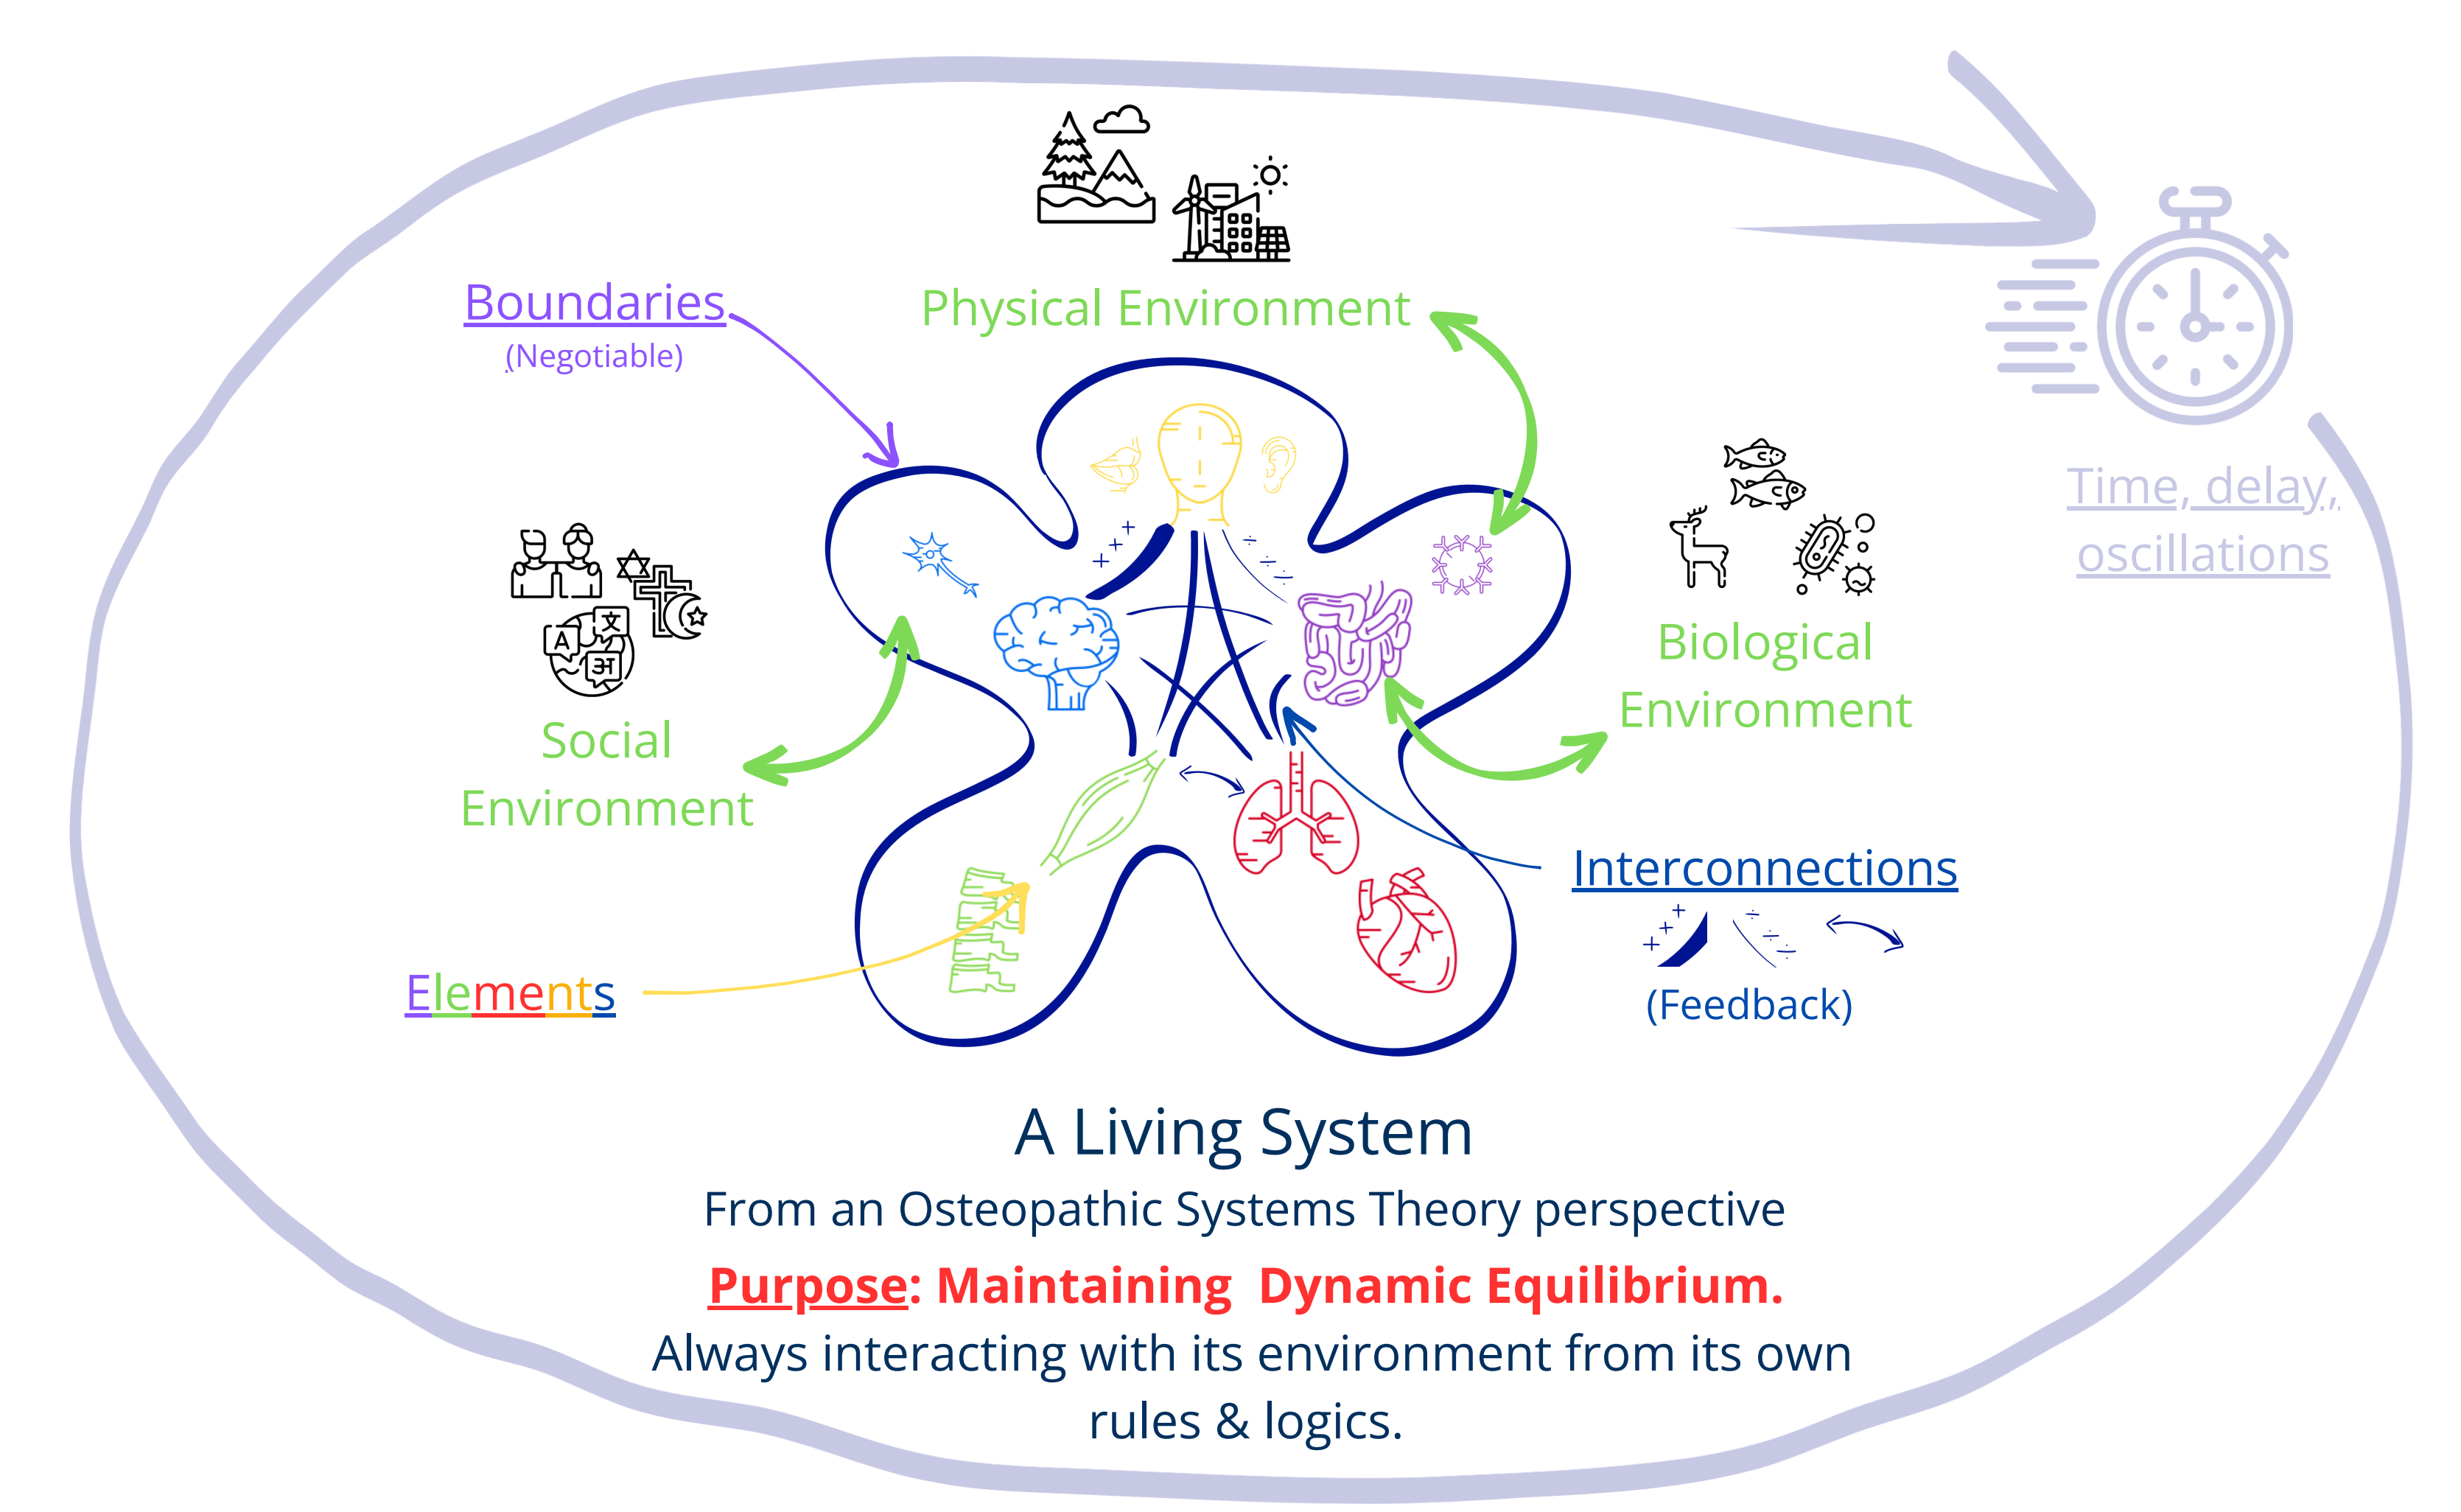 Physical Environment
Boundaries
(Negotiable)
Time, delay,
oscillations
Biological
Environment
A
文
अ
Social
Environment
Interconnections
+ + +
- - -
(Feedback)
Elements
A Living System
From an Osteopathic Systems Theory perspective
Purpose: Maintaining Dynamic Equilibrium.
Always interacting with its environment from its own
rules & logics.